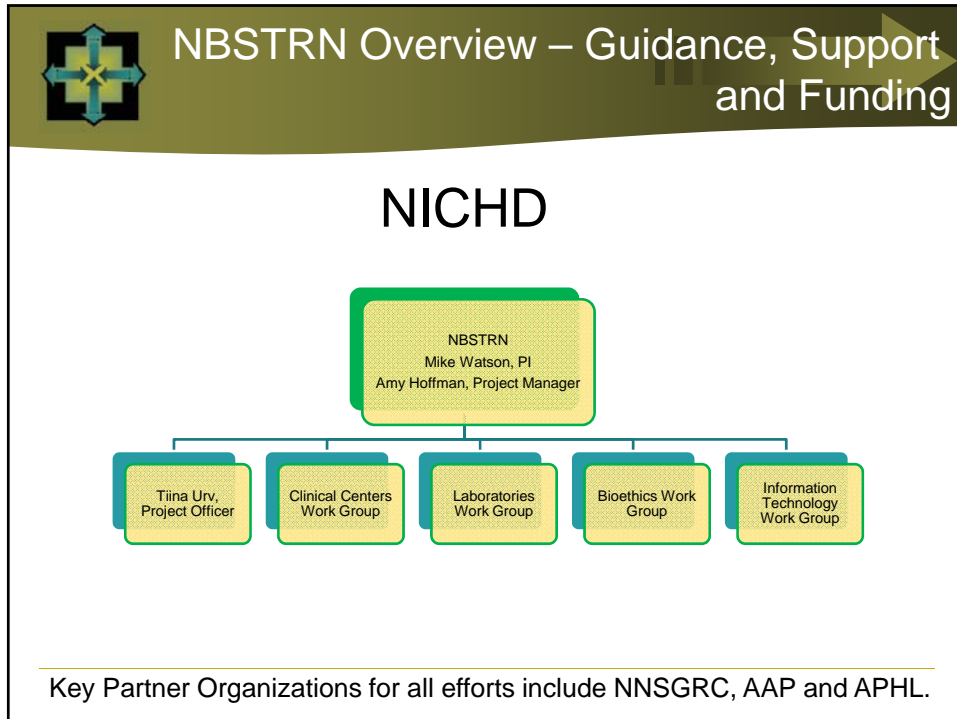 NBSTRN Overview – Guidance, Support
and Funding
NICHD
NBSTRN
Mike Watson, PI
Amy Hoffman, Project Manager
Tiina Urv,
Project Officer
Clinical Centers
Work Group
Laboratories
Work Group
Bioethics Work
Group
Information
Technology
Work Group
Key Partner Organizations for all efforts include NNSGRC, AAP and APHL.